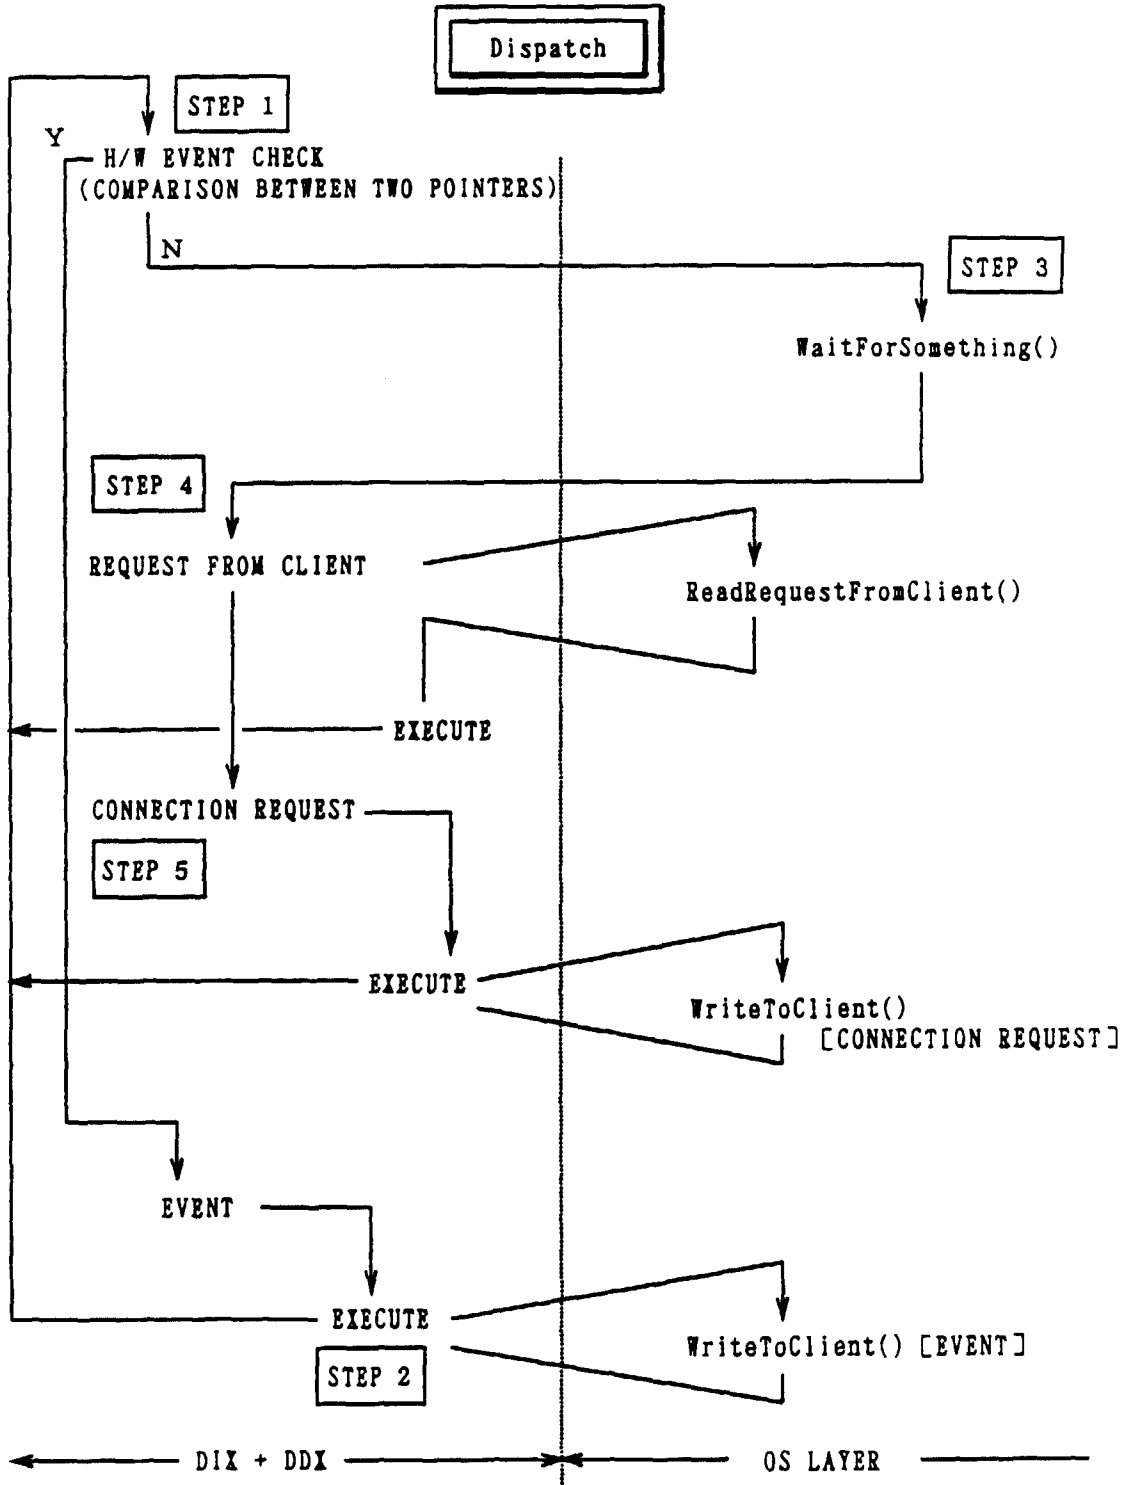 Dispatch
STEP 1
Y
H/W EVENT CHECK
(COMPARISON BETWEEN TWO POINTERS)
N
STEP 3
WaitForSomething()
STEP 4
REQUEST FROM CLIENT
ReadRequestFromClient()
EXECUTE
CONNECTION REQUEST
STEP 5
EXECUTE
WriteToClient()
[CONNECTION REQUEST]
EVENT
EXECUTE
WriteToClient() [EVENT]
STEP 2
DIX + DDX
OS LAYER